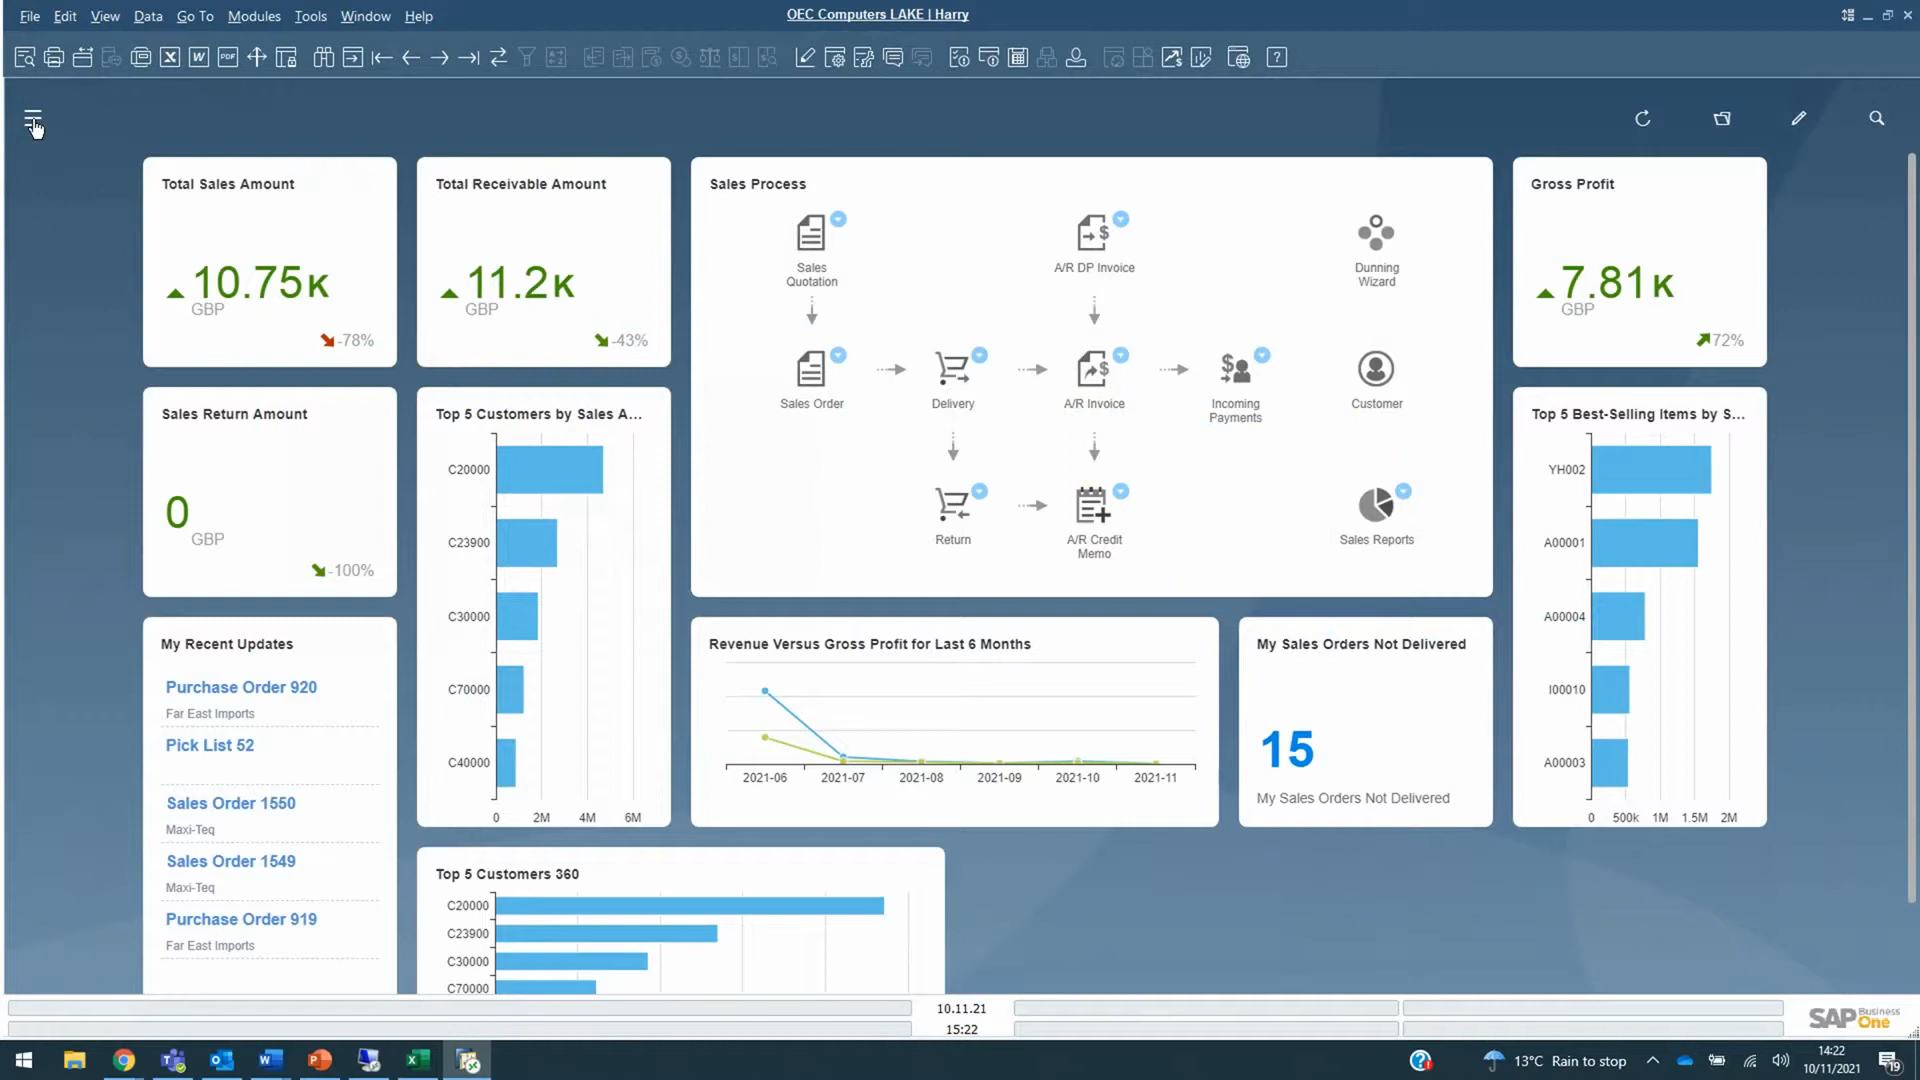 File Edit View Data Go To Modules Tools Window Help
OEC Computers LAKE | Harry
Total Sales Amount
10.75K
GBP
-78%
Total Receivable Amount
11.2K
GBP
-43%
Sales Process
Sales
Quotation
A/R DP Invoice
Dunning
Wizard
Sales Order
Delivery
A/R Invoice
Incoming
Payments
Customer
Return
A/R Credit
Memo
Sales Reports
Gross Profit
7.81K
GBP
72%
Sales Return Amount
0
GBP
-100%
Top 5 Customers by Sales A...
C20000
C23900
C30000
C70000
C40000
0 2M 4M 6M
Top 5 Best-Selling Items by S...
YH002
A00001
A00004
I00010
A00003
0 500k 1M 1.5M 2M
My Recent Updates
Purchase Order 920
Far East Imports
Pick List 52
Sales Order 1550
Maxi-Teq
Sales Order 1549
Maxi-Teq
Purchase Order 919
Far East Imports
Revenue Versus Gross Profit for Last 6 Months
2021-06 2021-07 2021-08 2021-09 2021-10 2021-11
My Sales Orders Not Delivered
15
My Sales Orders Not Delivered
Top 5 Customers 360
C20000
C23900
C30000
C70000
10.11.21
15:22
SAP Business One
13°C Rain to stop
14:22
10/11/2021
19